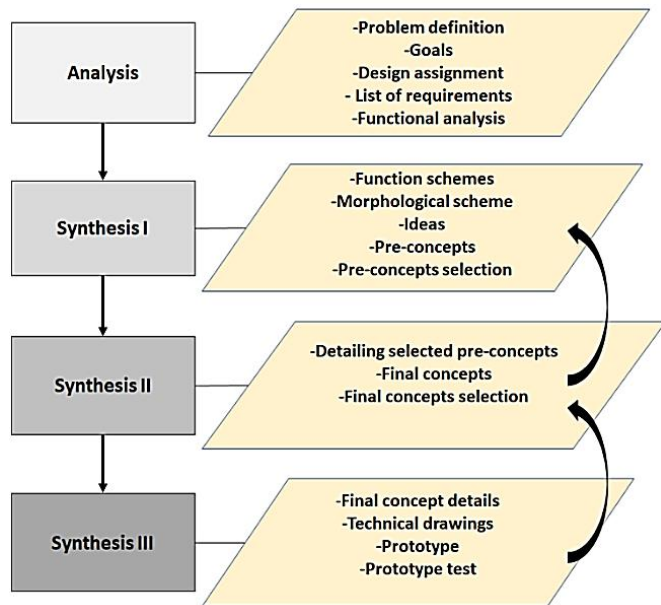 Analysis
-Problem definition
-Goals
-Design assignment
- List of requirements
-Functional analysis
Synthesis I
-Function schemes
-Morphological scheme
-Ideas
-Pre-concepts
-Pre-concepts selection
Synthesis II
-Detailing selected pre-concepts
-Final concepts
-Final concepts selection
Synthesis III
-Final concept details
-Technical drawings
-Prototype
-Prototype test